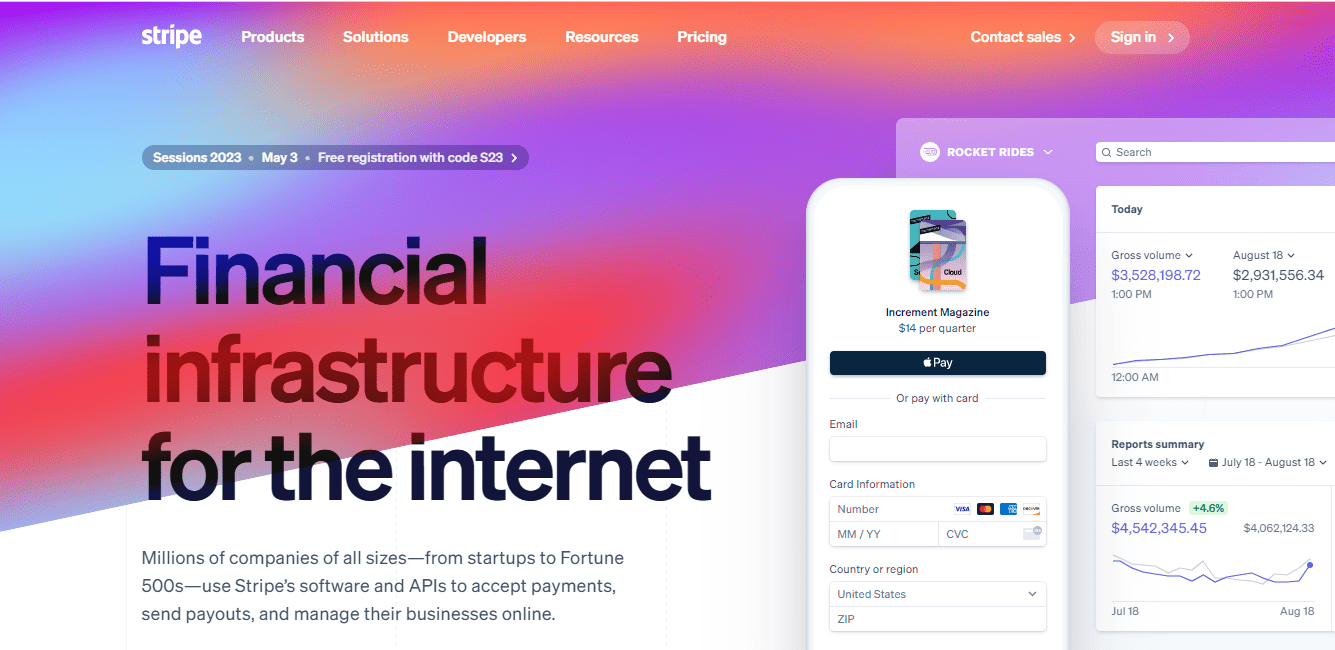 stripe Products Solutions Developers Resources Pricing Contact sales Sign in
Sessions 2023 • May 3 • Free registration with code S23
Financial
infrastructure
for the internet
Millions of companies of all sizes—from startups to Fortune
500s—use Stripe’s software and APIs to accept payments,
send payouts, and manage their businesses online.
Cloud
Increment Magazine
$14 per quarter
Pay
Or pay with card
Email
Card Information
Number VISA DISCOVER
MM / YY CVC
Country or region
United States
ZIP
ROCKET RIDES
Search
Today
Gross volume August 18
$3,528,198.72 $2,931,556.34
1:00 PM 1:00 PM
12:00 AM
Reports summary
Last 4 weeks July 18 - August 18
Gross volume +4.6%
$4,542,345.45 $4,062,124.33
Jul 18 Aug 18